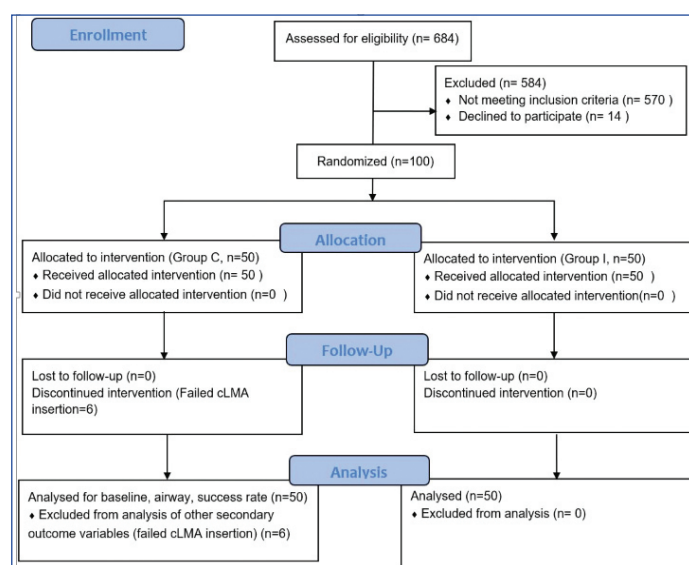 Enrollment
Assessed for eligibility (n= 684)
Excluded (n= 584)
♦ Not meeting inclusion criteria (n= 570 )
♦ Declined to participate (n= 14 )
Randomized (n=100)
Allocation
Allocated to intervention (Group C, n=50)
♦ Received allocated intervention (n= 50 )
♦ Did not receive allocated intervention (n=0 )
Allocated to intervention (Group I, n=50)
♦ Received allocated intervention (n=50 )
♦ Did not receive allocated intervention(n=0 )
Follow-Up
Lost to follow-up (n=0)
Discontinued intervention (Failed cLMA
insertion=6)
Lost to follow-up (n=0)
Discontinued intervention (n=0)
Analysis
Analysed for baseline, airway, success rate (n=50)
♦ Excluded from analysis of other secondary
outcome variables (failed cLMA insertion) (n=6)
Analysed (n=50)
♦ Excluded from analysis (n= 0)